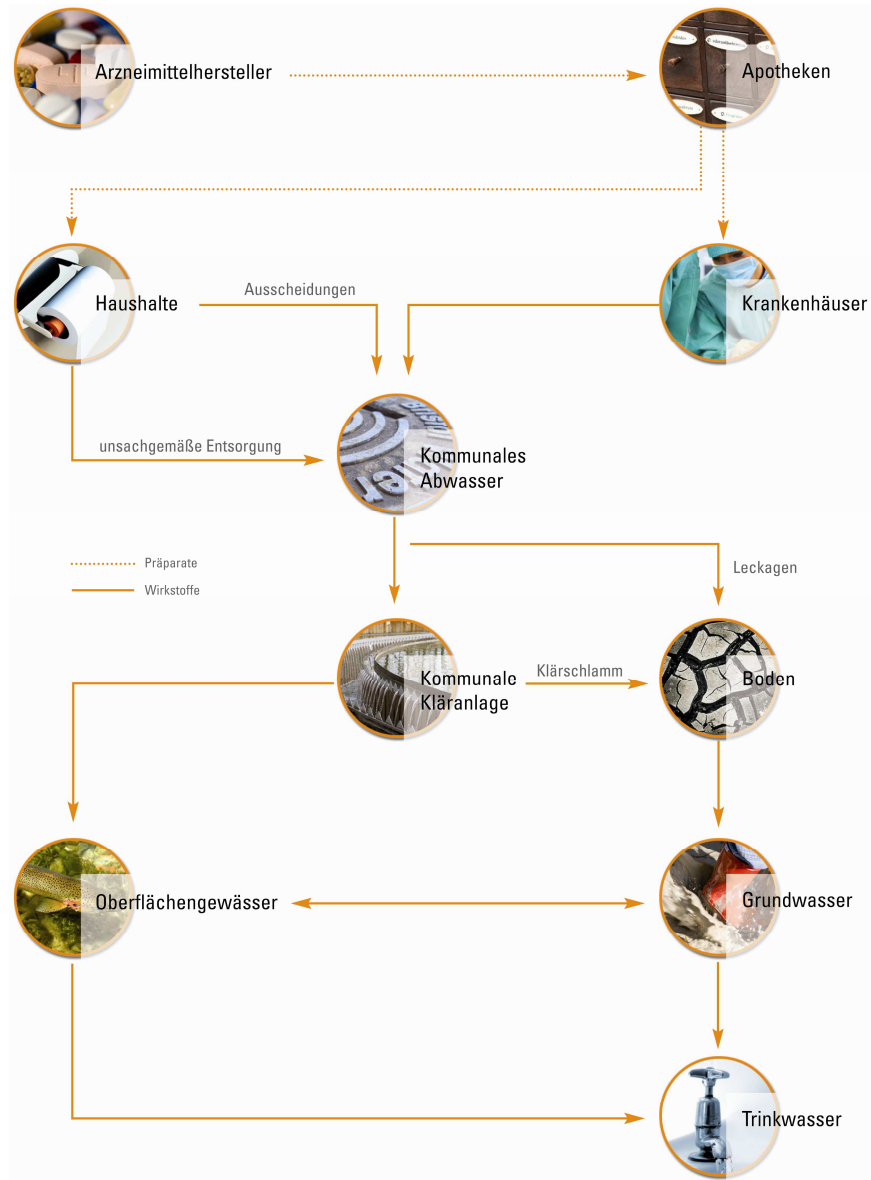 Arzneimittelhersteller
Apotheken
Haushalte
Ausscheidungen
Krankenhäuser
unsachgemäße Entsorgung
Kommunales
Abwasser
Präparate
Wirkstoffe
Leckagen
Kommunale
Kläranlage
Klärschlamm
Boden
Oberflächengewässer
Grundwasser
Trinkwasser